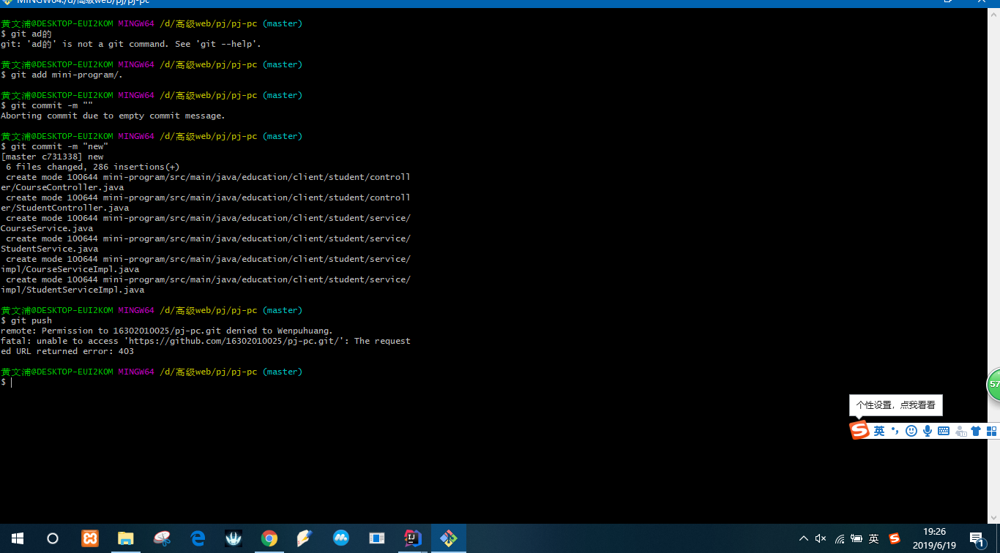 MINGW64:/d/高级web/pj/pj-pc
黄文浦@DESKTOP-EUI2KOM MINGW64 /d/高级web/pj/pj-pc (master)
$ git ad的
git: 'ad的' is not a git command. See 'git --help'.
黄文浦@DESKTOP-EUI2KOM MINGW64 /d/高级web/pj/pj-pc (master)
$ git add mini-program/.
黄文浦@DESKTOP-EUI2KOM MINGW64 /d/高级web/pj/pj-pc (master)
$ git commit -m ""
Aborting commit due to empty commit message.
黄文浦@DESKTOP-EUI2KOM MINGW64 /d/高级web/pj/pj-pc (master)
$ git commit -m "new"
[master c731338] new
 6 files changed, 286 insertions(+)
 create mode 100644 mini-program/src/main/java/education/client/student/controll
er/CourseController.java
 create mode 100644 mini-program/src/main/java/education/client/student/controll
er/StudentController.java
 create mode 100644 mini-program/src/main/java/education/client/student/service/
CourseService.java
 create mode 100644 mini-program/src/main/java/education/client/student/service/
StudentService.java
 create mode 100644 mini-program/src/main/java/education/client/student/service/
impl/CourseServiceImpl.java
 create mode 100644 mini-program/src/main/java/education/client/student/service/
impl/StudentServiceImpl.java
黄文浦@DESKTOP-EUI2KOM MINGW64 /d/高级web/pj/pj-pc (master)
$ git push
remote: Permission to 16302010025/pj-pc.git denied to Wenpuhuang.
fatal: unable to access 'https://github.com/16302010025/pj-pc.git/': The request
ed URL returned error: 403
黄文浦@DESKTOP-EUI2KOM MINGW64 /d/高级web/pj/pj-pc (master)
$
57
个性设置，点我看看
英
英
19:26
2019/6/19
1